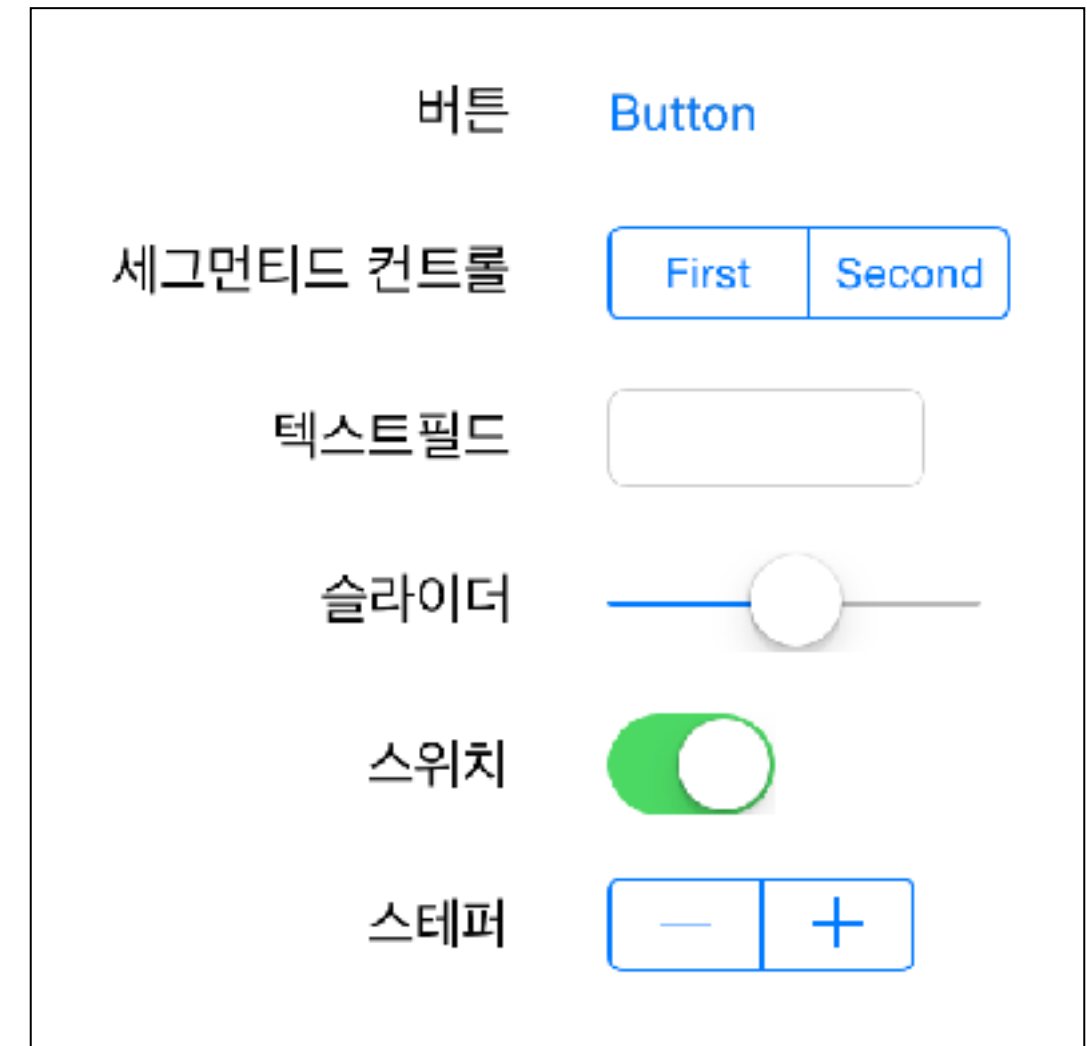 버튼 Button
세그먼티드 컨트롤 First Second
텍스트필드
슬라이더
스위치
스테퍼 — +